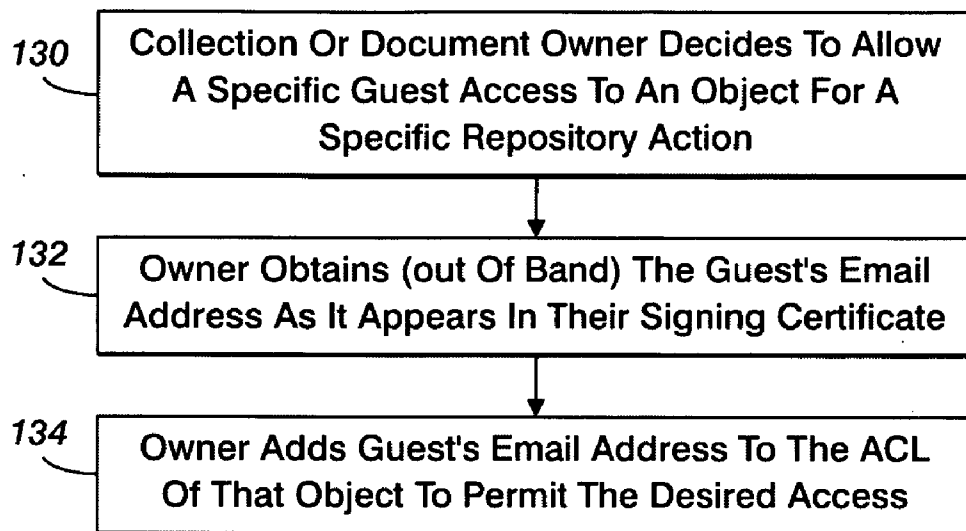 130
Collection Or Document Owner Decides To Allow
A Specific Guest Access To An Object For A
Specific Repository Action
132
Owner Obtains (out Of Band) The Guest's Email
Address As It Appears In Their Signing Certificate
134
Owner Adds Guest's Email Address To The ACL
Of That Object To Permit The Desired Access